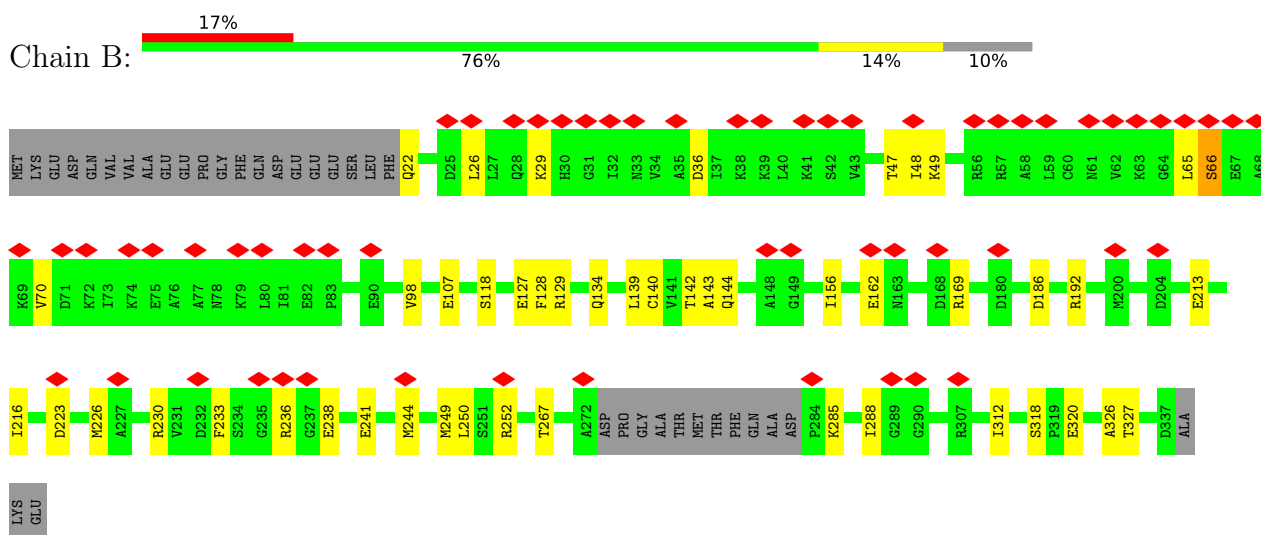 17%
Chain B:
76% 14% 10%
MET LYS GLU ASP GLN VAL VAL ALA GLU GLU PRO GLY PHE GLN ASP GLU GLU GLU SER LEU PHE Q22 D25 L26 L27 Q28 K29 H30 G31 I32 N33 V34 A35 D36 I37 K38 K39 L40 K41 S42 V43 T47 I48 K49 R56 R57 A58 L59 C60 N61 V62 K63 G64 L65 S66 E67 A68
K69 V70 D71 K72 I73 K74 E75 A76 A77 N78 K79 L80 I81 E82 P83 E90 V98 E107 S118 E127 F128 R129 Q134 L139 C140 V141 T142 A143 Q144 A148 G149 I156 E162 N163 D168 R169 D180 D186 R192 M200 D204 E213
I216 D223 M226 A227 R230 V231 D232 F233 S234 G235 R236 G237 E238 E241 M244 M249 L250 S251 R252 T267 A272 ASP PRO GLY ALA THR MET THR PHE GLN ALA ASP P284 K285 I288 G289 G290 R307 I312 S318 P319 E320 A326 T327 D337 ALA
LYS GLU